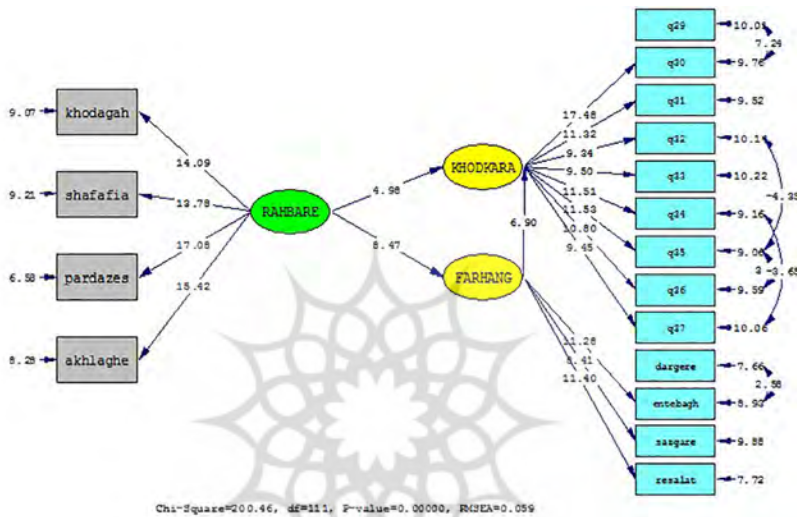 q29 10.01
7.24
q30 9.76
9.07 khodagah
q31 9.52
17.48
11.32
q32 10.14
9.34
14.09
KHODKARA
9.50
q33 10.22
-4.35
9.21 shafafia
13.78
4.98
11.51
q34 9.16
RAHBARE
11.53
6.90
10.80
q35 9.06
8.47
9.45
-3.65
6.58 pardazes
17.08
FARHANG
q36 9.59
15.42
q37 10.06
11.28
8.28 akhlaghe
8.41
11.40
dargere 7.66
2.58
entebagh 8.93
sazgare 9.88
resalat 7.72
Chi-Square=200.46, df=111, P-value=0.00000, RMSEA=0.059